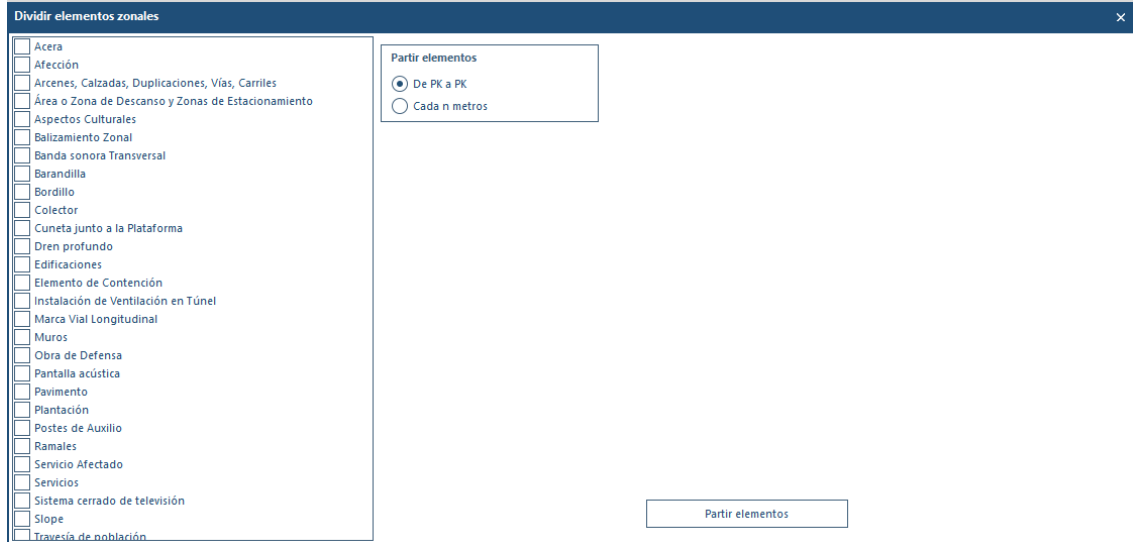 Dividir elementos zonales
Acera
Afección
Arcenes, Calzadas, Duplicaciones, Vías, Carriles
Área o Zona de Descanso y Zonas de Estacionamiento
Aspectos Culturales
Balizamiento Zonal
Banda sonora Transversal
Barandilla
Bordillo
Colector
Cuneta junto a la Plataforma
Dren profundo
Edificaciones
Elemento de Contención
Instalación de Ventilación en Túnel
Marca Vial Longitudinal
Muros
Obra de Defensa
Pantalla acústica
Pavimento
Plantación
Postes de Auxilio
Ramales
Servicio Afectado
Servicios
Sistema cerrado de televisión
Slope
Travesía de población
Partir elementos
De PK a PK
Cada n metros
Partir elementos